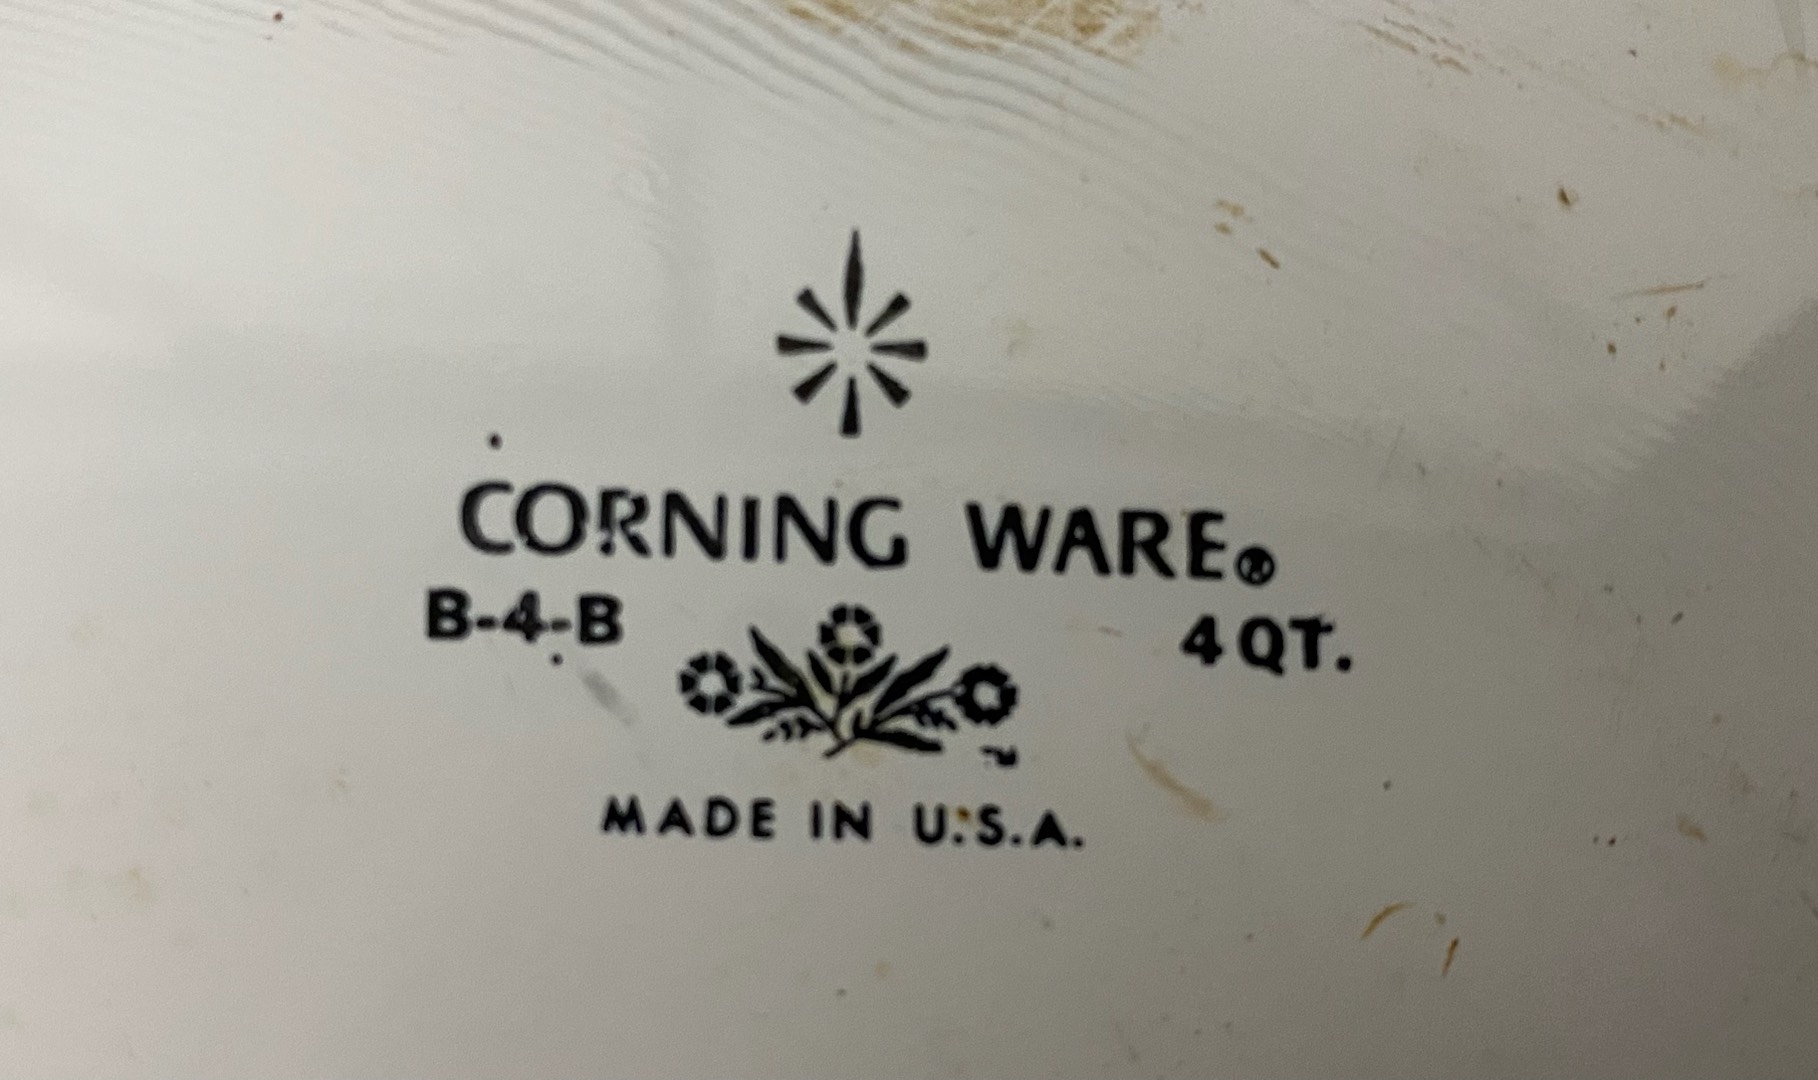 CORNING WARE®
B-4-B 4 QT.
MADE IN U.S.A.